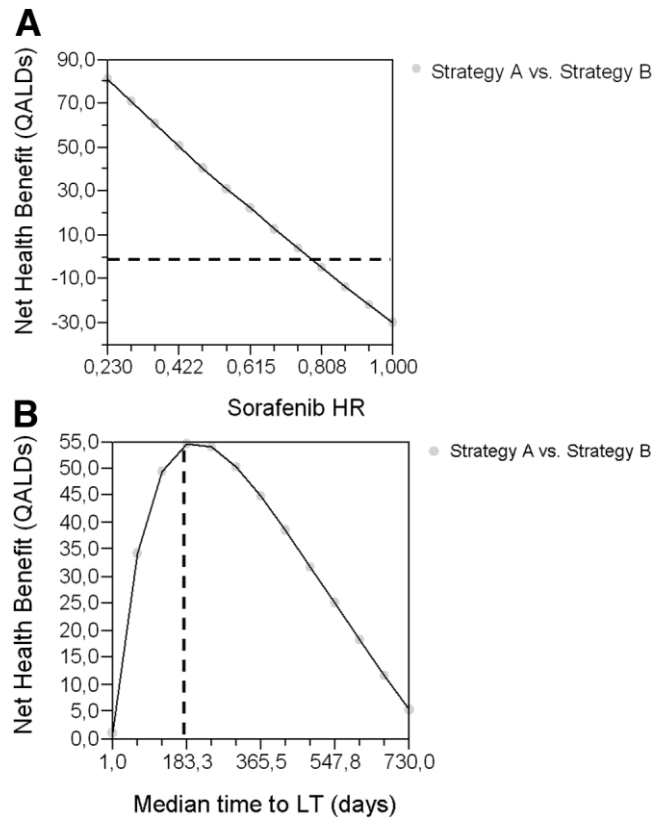 A
Net Health Benefit (QALDs)
90,0
70,0
50,0
30,0
10,0
-10,0
-30,0
0,230 0,422 0,615 0,808 1,000
Sorafenib HR
Strategy A vs. Strategy B
B
Net Health Benefit (QALDs)
55,0
50,0
45,0
40,0
35,0
30,0
25,0
20,0
15,0
10,0
5,0
0,0
1,0 183,3 365,5 547,8 730,0
Median time to LT (days)
Strategy A vs. Strategy B